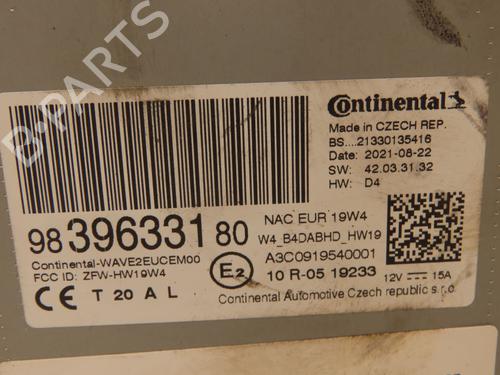 B-PARTS
Continental
Made in CZECH REP.
BS....21330135416
Date: 2021-08-22
SW: 42.03.31.32
HW: D4
98 396331 80
NAC EUR 19W4
Continental-WAVE2EUCEM00
W4_B4DABHD_HW19
FCC ID: ZFW-HW19W4
A3C0919540001
CE T 20 A L
E2
10 R-05 19233
12V 15A
Continental Automotive Czech republic s.r.o.